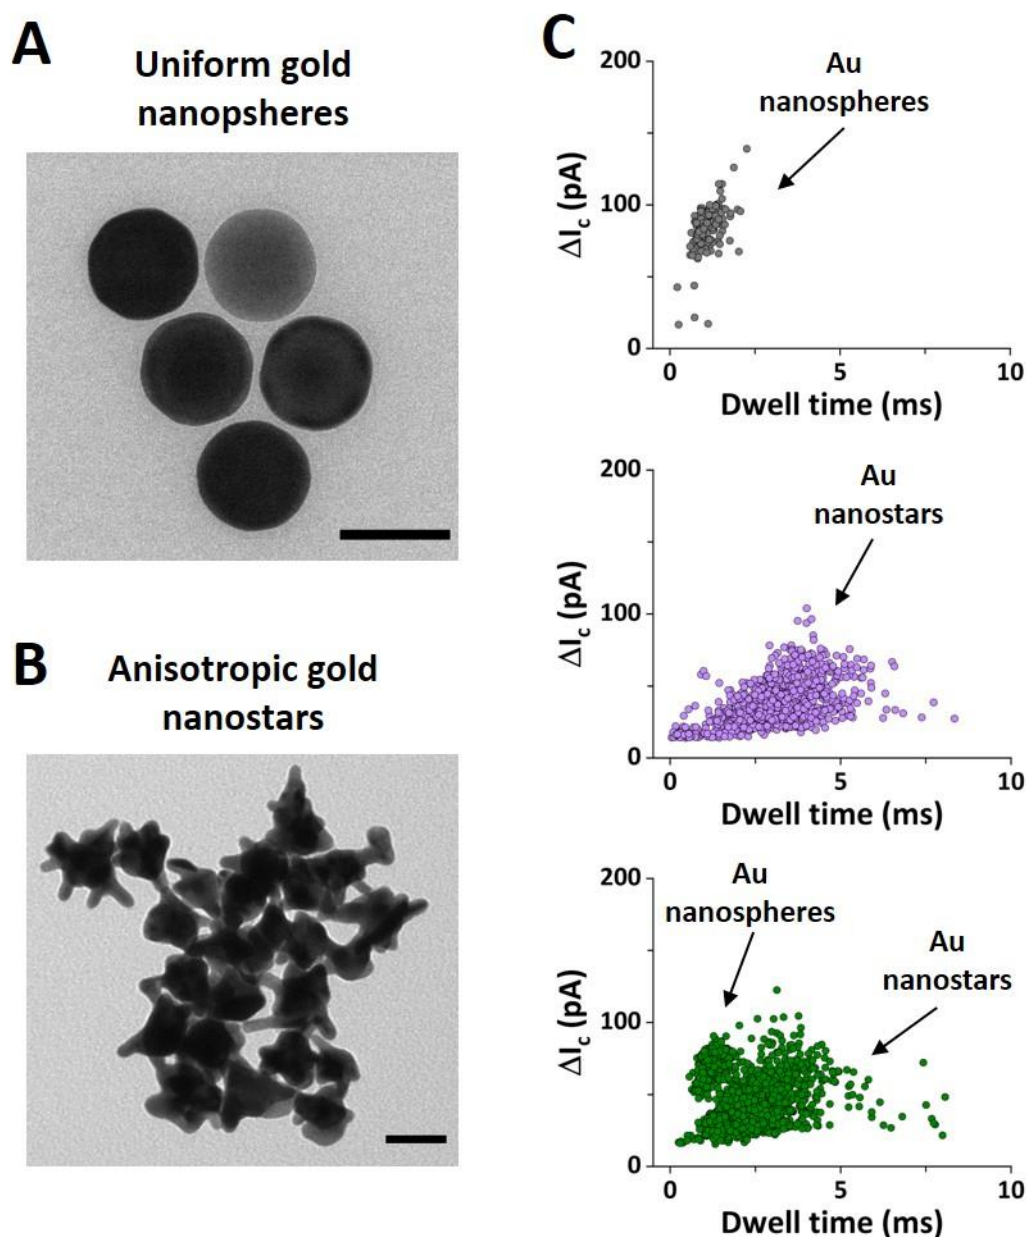 A
Uniform gold
nanopsheres
B
Anisotropic gold
nanostars
C
200
100
0
ΔIc (pA)
Au
nanospheres
0 5 10
Dwell time (ms)
200
100
0
ΔIc (pA)
Au
nanostars
0 5 10
Dwell time (ms)
200
100
0
ΔIc (pA)
Au
nanospheres
Au
nanostars
0 5 10
Dwell time (ms)